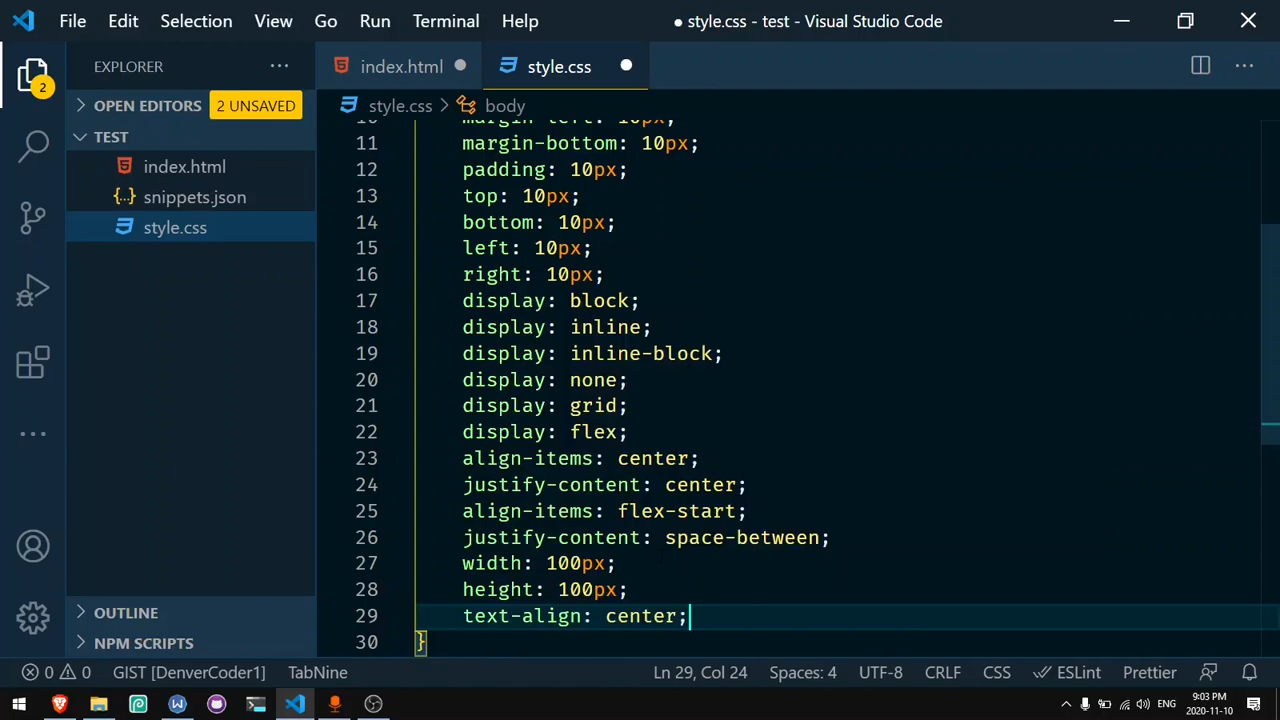 File Edit Selection View Go Run Terminal Help ● style.css - test - Visual Studio Code
EXPLORER ···
index.html ●
style.css ●
2
OPEN EDITORS 2 UNSAVED
TEST
index.html
{..} snippets.json
style.css
OUTLINE
NPM SCRIPTS
style.css > body
10 margin-left: 10px;
11 margin-bottom: 10px;
12 padding: 10px;
13 top: 10px;
14 bottom: 10px;
15 left: 10px;
16 right: 10px;
17 display: block;
18 display: inline;
19 display: inline-block;
20 display: none;
21 display: grid;
22 display: flex;
23 align-items: center;
24 justify-content: center;
25 align-items: flex-start;
26 justify-content: space-between;
27 width: 100px;
28 height: 100px;
29 text-align: center;
30 }
0 0 GIST [DenverCoder1] TabNine Ln 29, Col 24 Spaces: 4 UTF-8 CRLF CSS ESLint Prettier
ENG 9:03 PM
2020-11-10